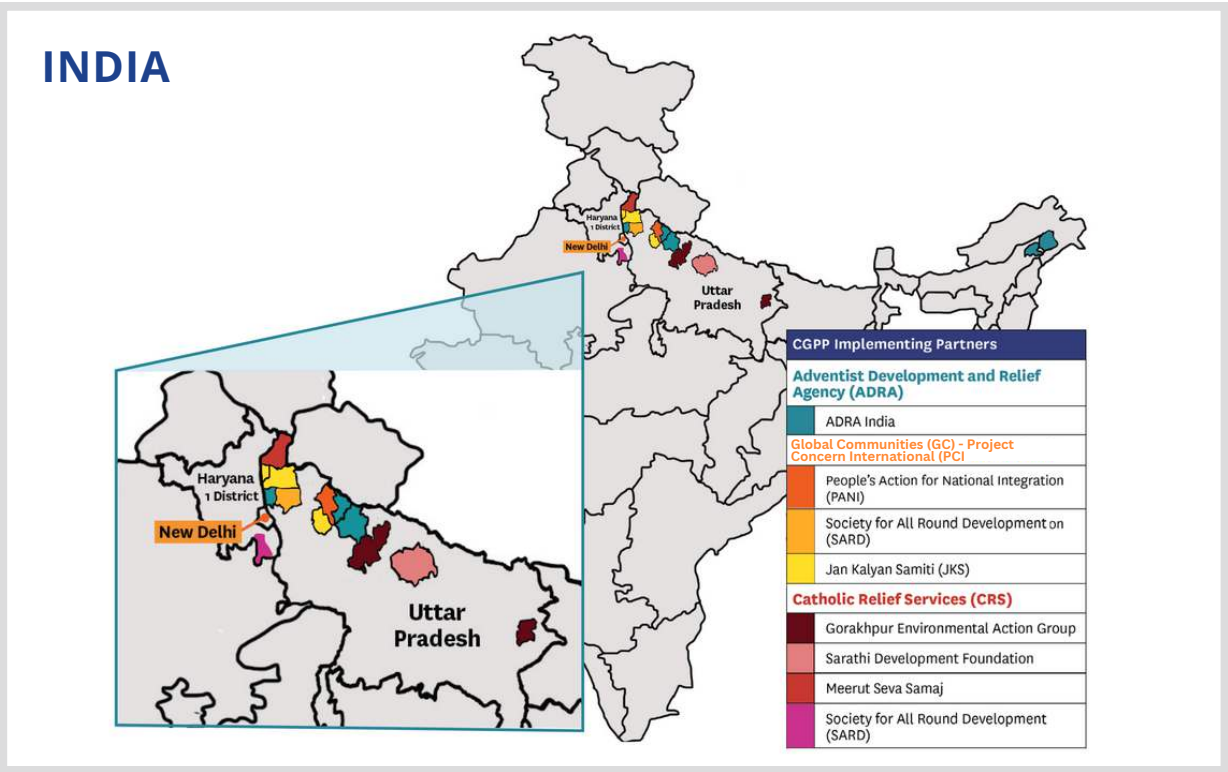 INDIA
Haryana
1 District
New Delhi
Uttar
Pradesh
Haryana
1 District
New Delhi
Uttar
Pradesh
CGPP Implementing Partners
Adventist Development and Relief
Agency (ADRA)
ADRA India
Global Communities (GC) - Project
Concern International (PCI
People's Action for National Integration
(PANI)
Society for All Round Development on
(SARD)
Jan Kalyan Samiti (JKS)
Catholic Relief Services (CRS)
Gorakhpur Environmental Action Group
Sarathi Development Foundation
Meerut Seva Samaj
Society for All Round Development
(SARD)